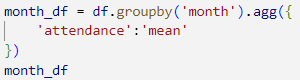 month_df = df.groupby('month').agg({
    'attendance':'mean'
})
month_df